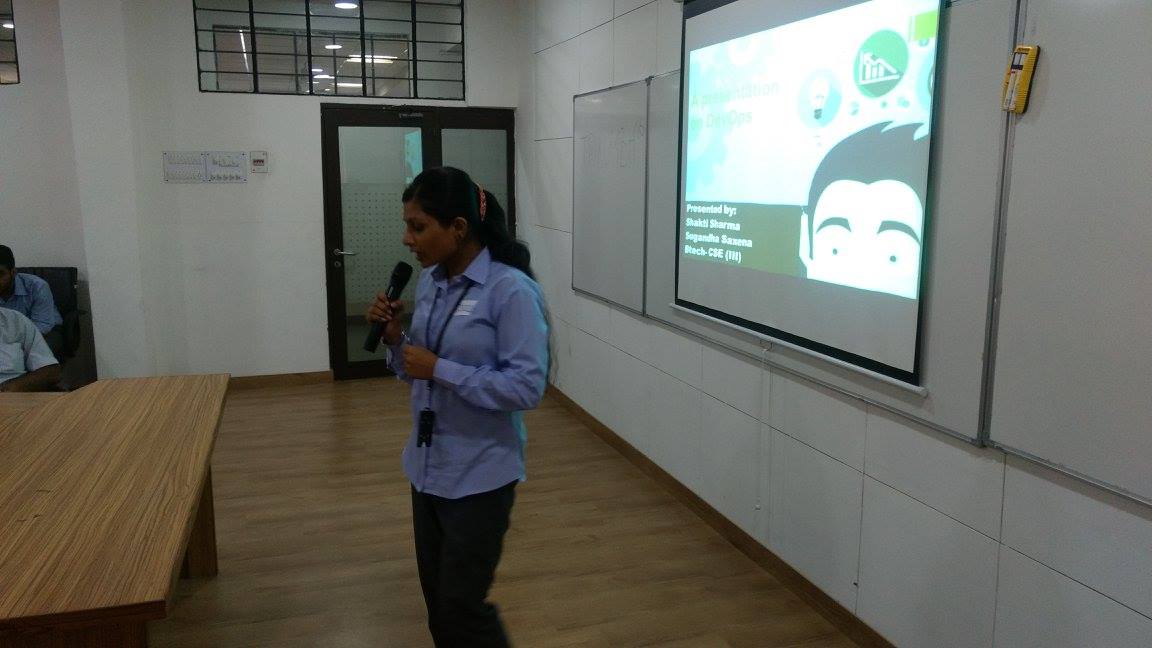 A presentation
on DevOps
Presented by:
Shakti Sharma
Sugandha Saxena
Btech- CSE (III)